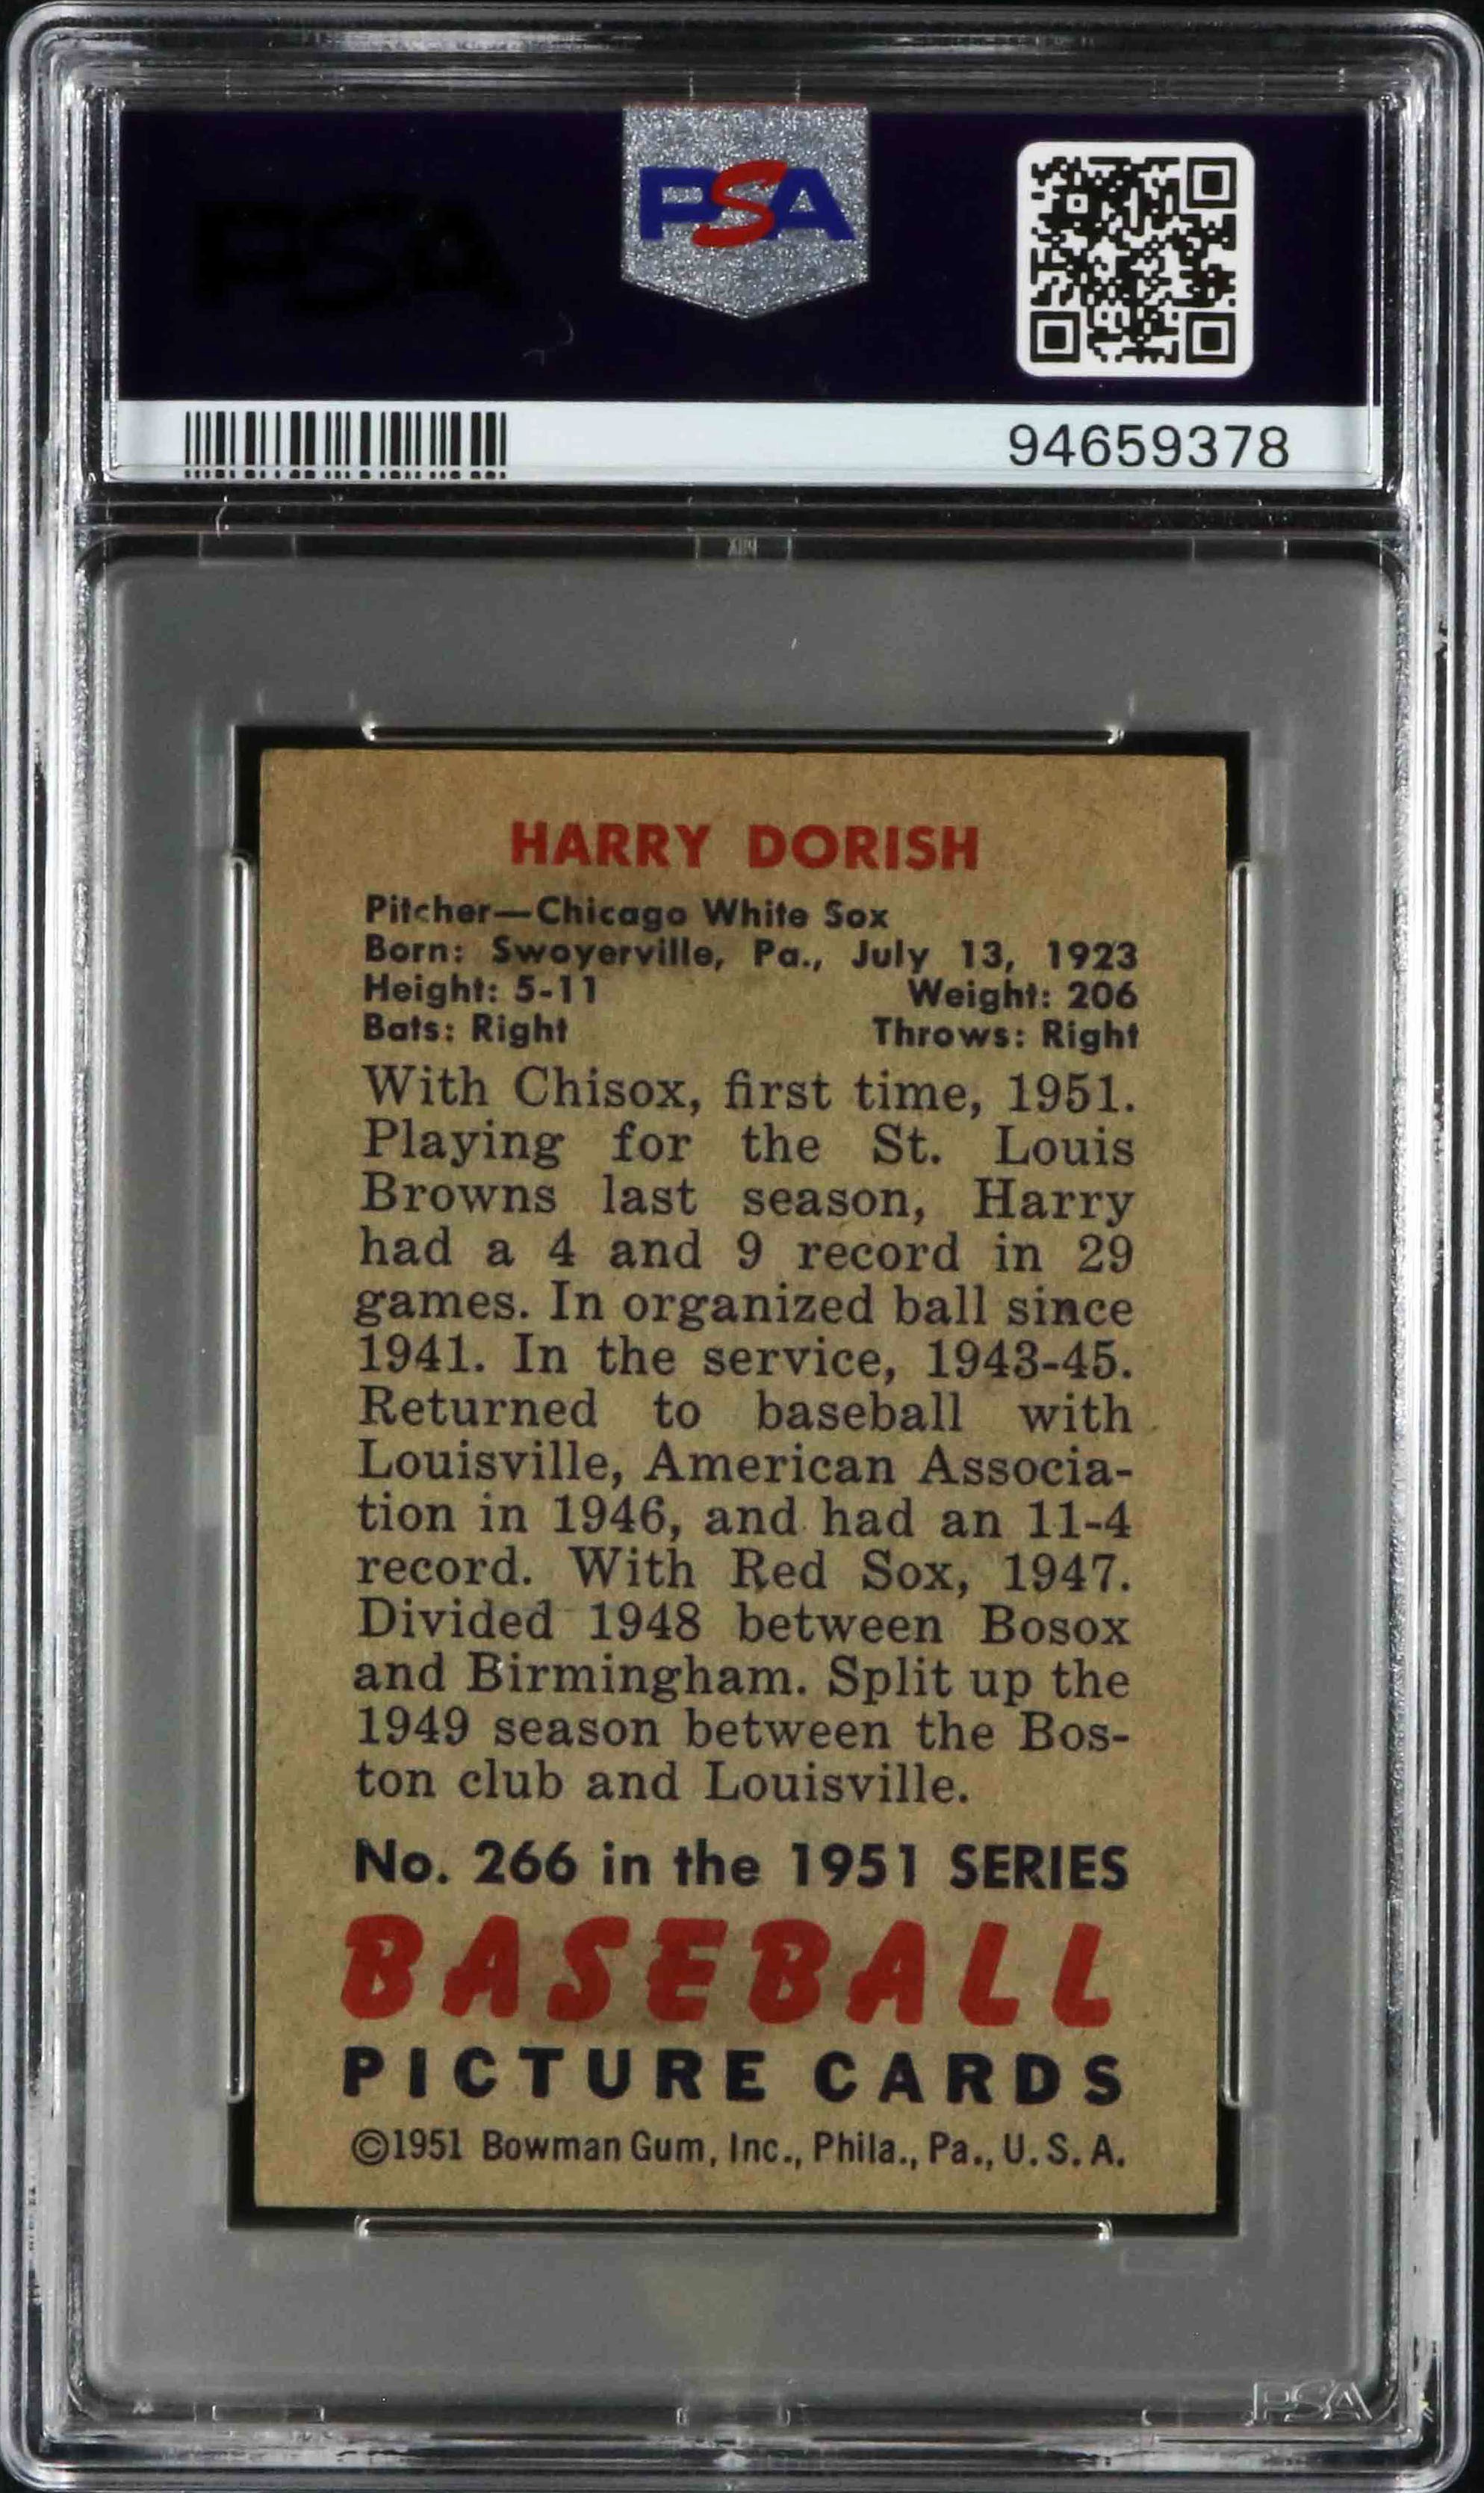 PSA
PSA
94659378
HARRY DORISH
Pitcher—Chicago White Sox
Born: Swoyerville, Pa., July 13, 1923
Height: 5-11 Weight: 206
Bats: Right Throws: Right
With Chisox, first time, 1951.
Playing for the St. Louis
Browns last season, Harry
had a 4 and 9 record in 29
games. In organized ball since
1941. In the service, 1943-45.
Returned to baseball with
Louisville, American Associa-
tion in 1946, and had an 11-4
record. With Red Sox, 1947.
Divided 1948 between Bosox
and Birmingham. Split up the
1949 season between the Bos-
ton club and Louisville.
No. 266 in the 1951 SERIES
BASEBALL
PICTURE CARDS
©1951 Bowman Gum, Inc., Phila., Pa., U.S.A.
PSA